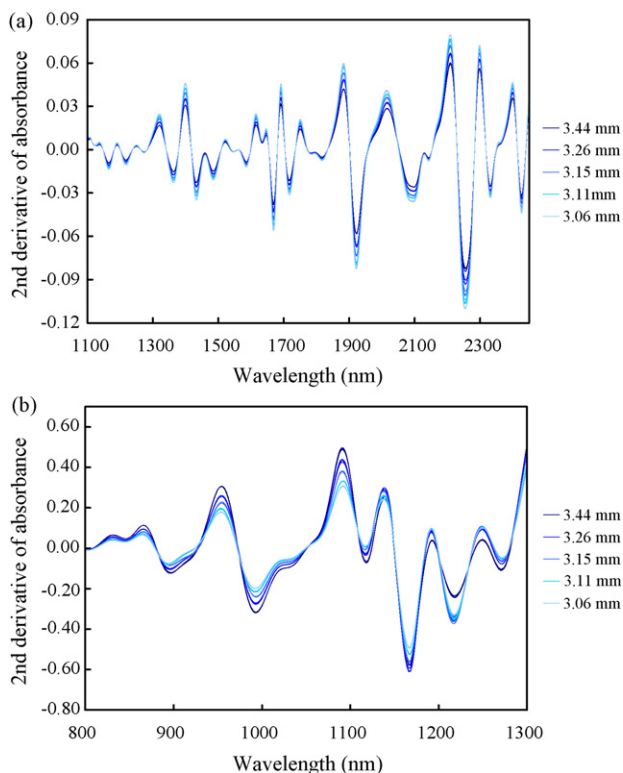 (a)
2nd derivative of absorbance
0.09
0.06
0.03
0.00
-0.03
-0.06
-0.09
-0.12
1100 1300 1500 1700 1900 2100 2300
Wavelength (nm)
3.44 mm
3.26 mm
3.15 mm
3.11mm
3.06 mm
(b)
2nd derivative of absorbance
0.60
0.40
0.20
0.00
-0.20
-0.40
-0.60
-0.80
800 900 1000 1100 1200 1300
Wavelength (nm)
3.44 mm
3.26 mm
3.15 mm
3.11 mm
3.06 mm